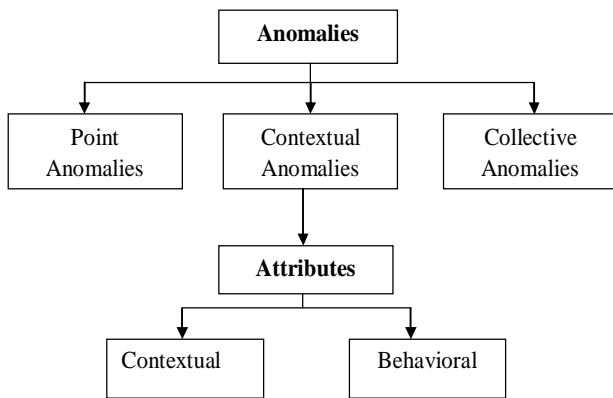 Anomalies
Point
Anomalies
Contextual
Anomalies
Collective
Anomalies
Attributes
Contextual
Behavioral